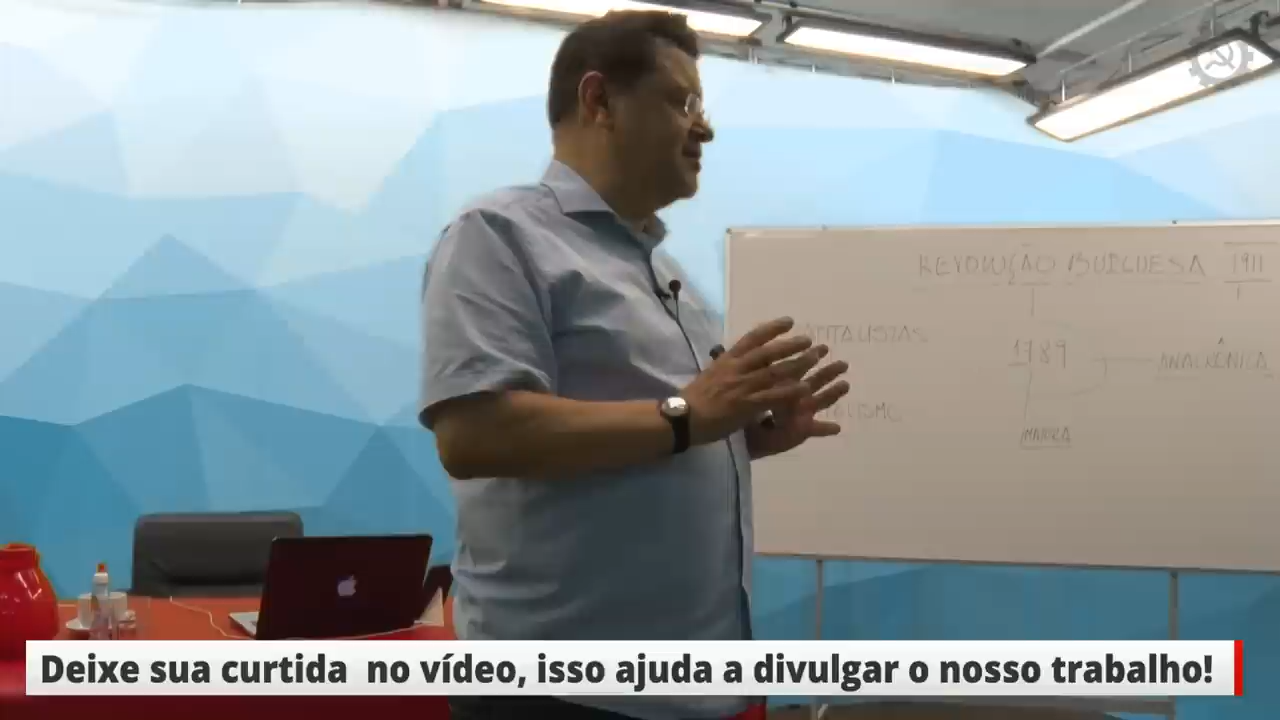 REVOLUÇÃO BURGUESA 1911
1789
ANACRÔNICA
Deixe sua curtida no vídeo, isso ajuda a divulgar o nosso trabalho!